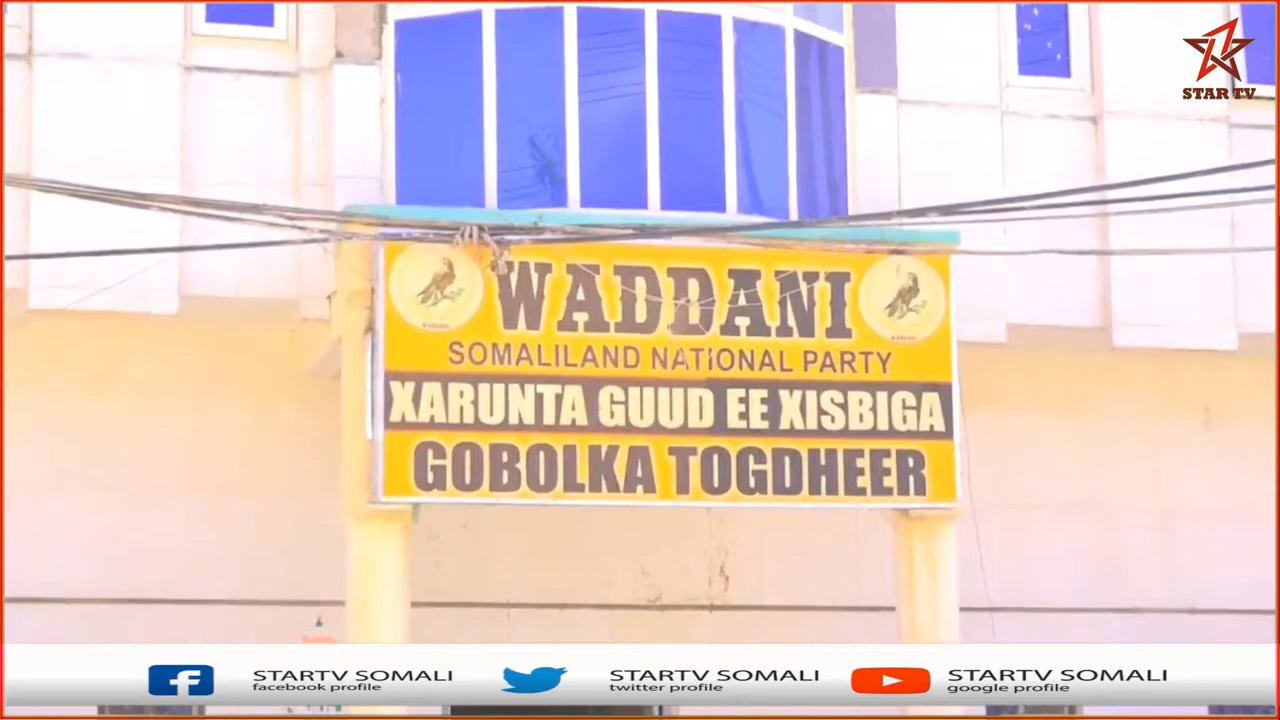 STAR TV
WADDANI
SOMALILAND NATIONAL PARTY
XARUNTA GUUD EE XISBIGA
GOBOLKA TOGDHEER
STARTV SOMALI
facebook profile
STARTV SOMALI
twitter profile
STARTV SOMALI
google profile